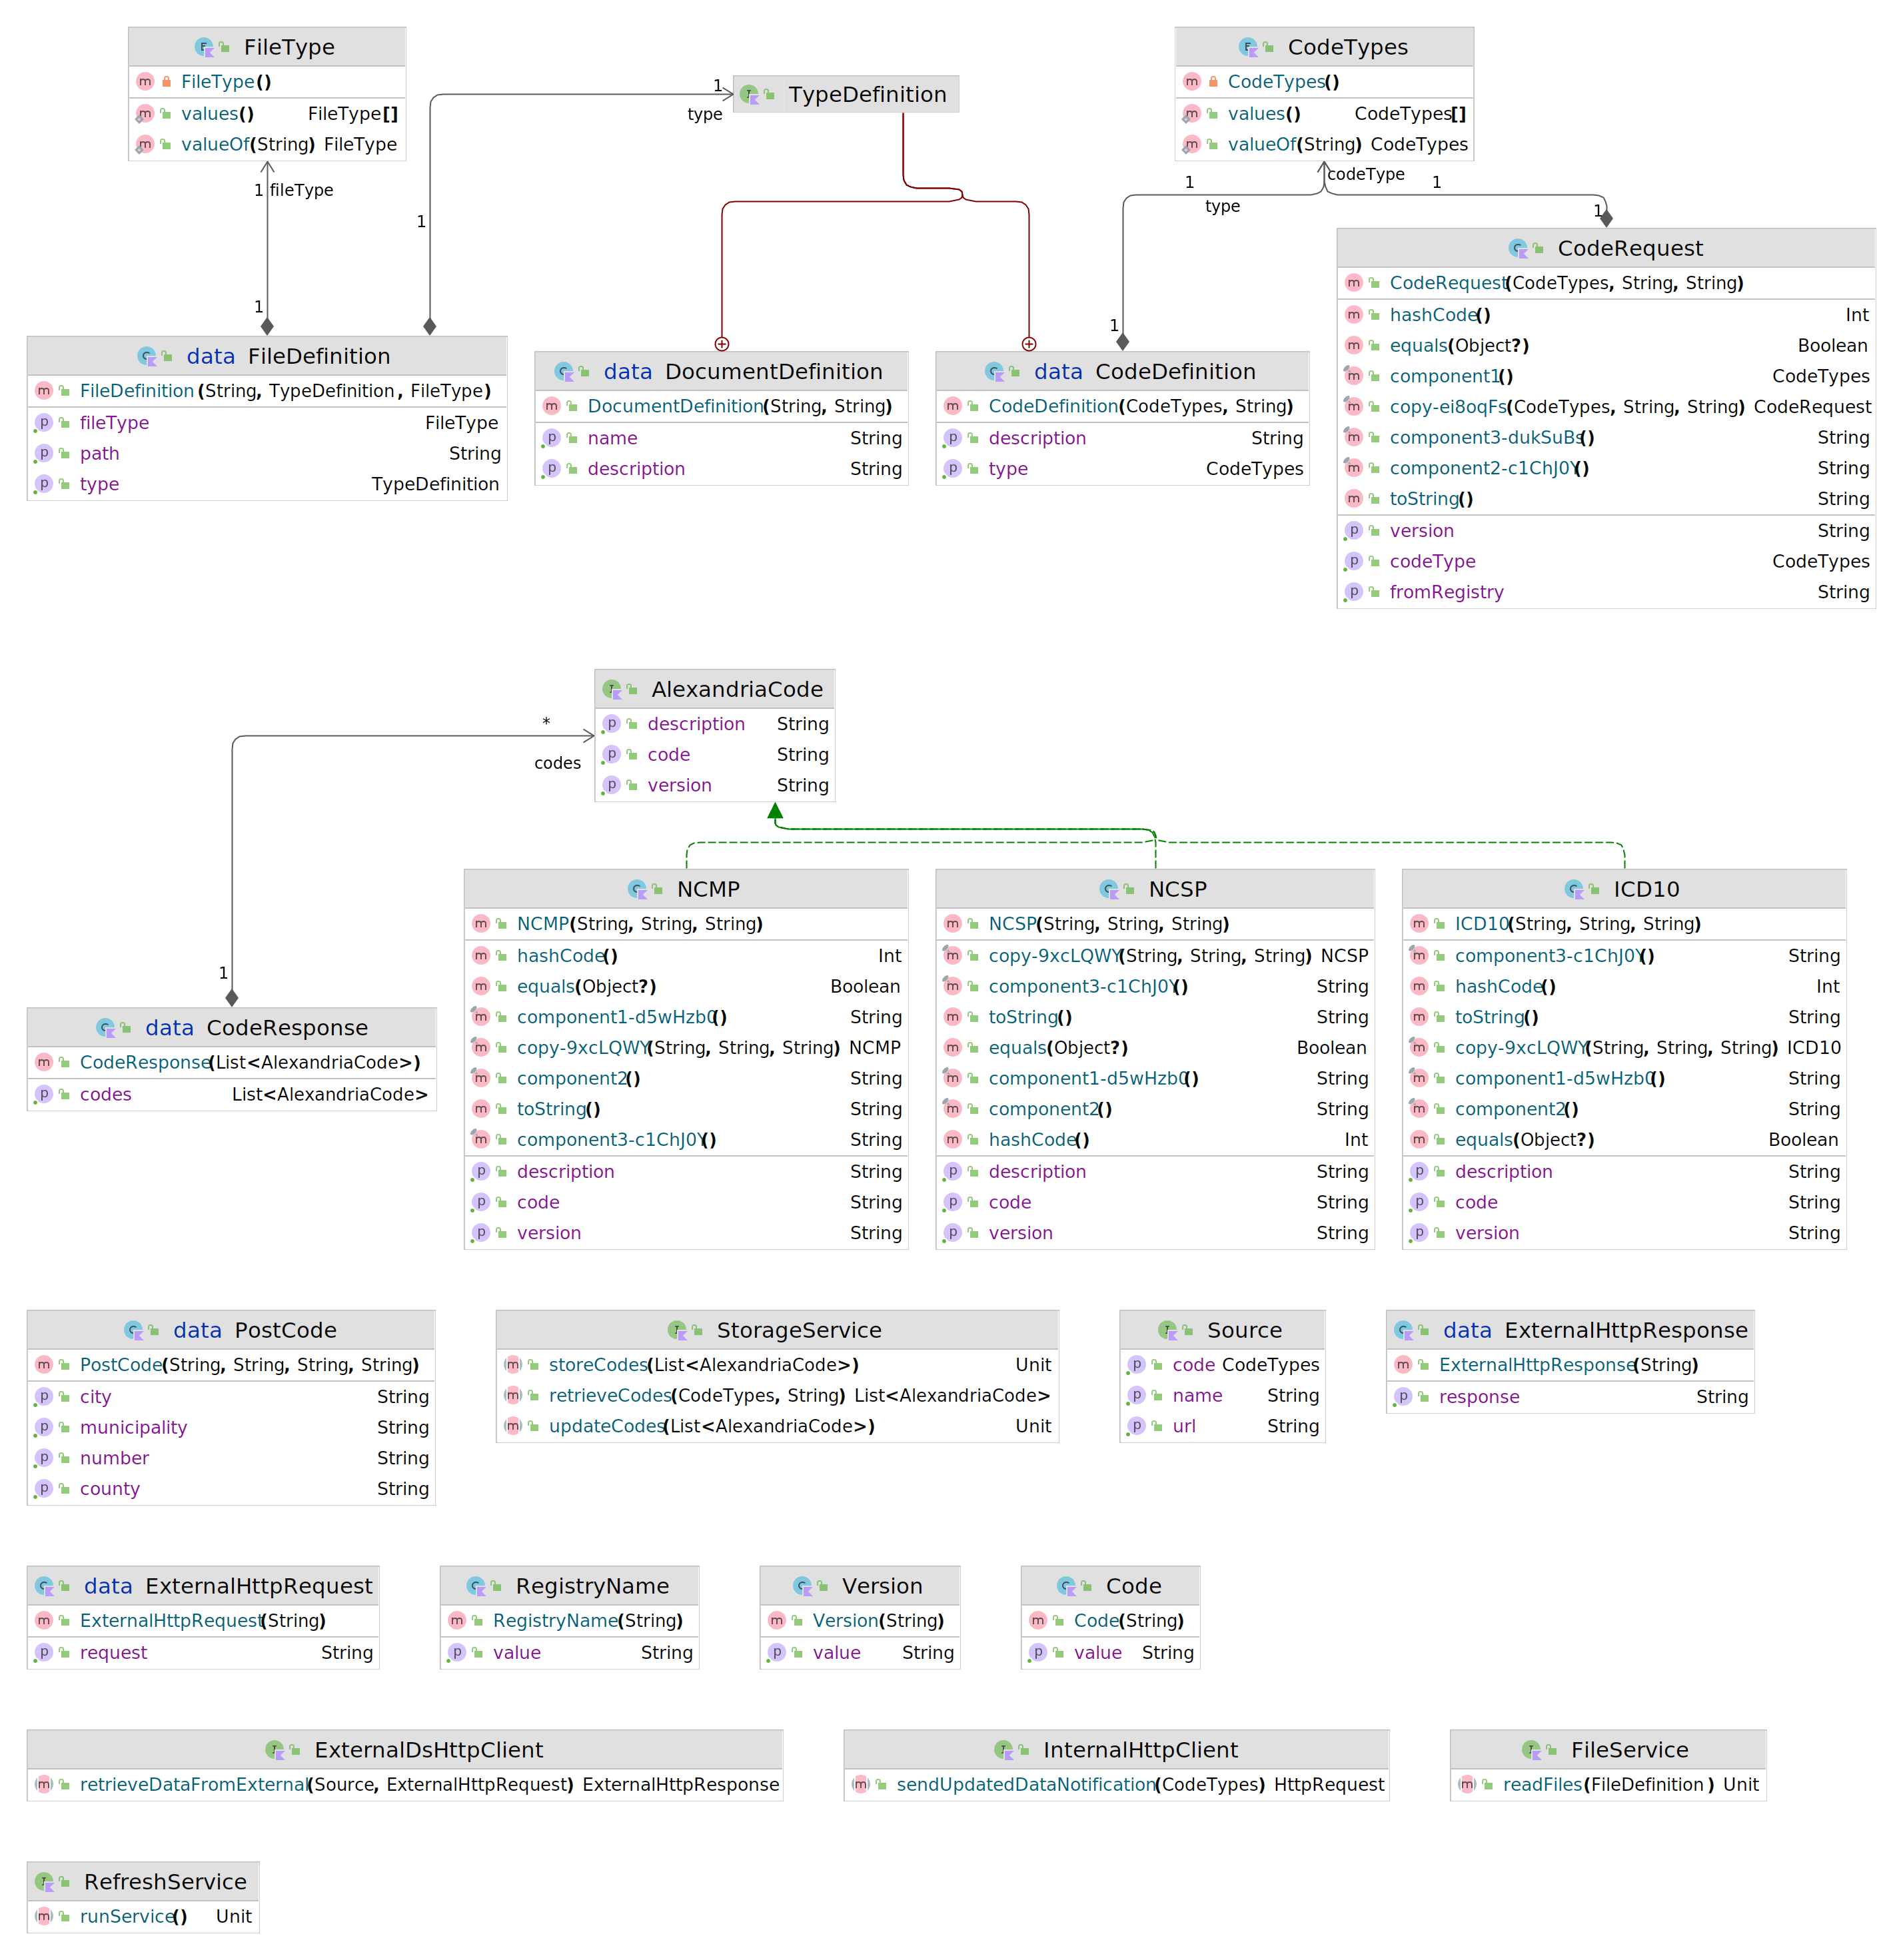 FileType
FileType()
values() FileType[]
valueOf(String) FileType
1 fileType
1
1
type
1
TypeDefinition
CodeTypes
CodeTypes()
values() CodeTypes[]
valueOf(String) CodeTypes
codeType
1
type
1
1
1
CodeRequest
CodeRequest(CodeTypes, String, String)
hashCode() Int
equals(Object?) Boolean
component1() CodeTypes
copy-ei8oqFs(CodeTypes, String, String) CodeRequest
component3-dukSuBs() String
component2-c1ChJ0Y() String
toString() String
version String
codeType CodeTypes
fromRegistry String
data FileDefinition
FileDefinition(String, TypeDefinition, FileType)
fileType FileType
path String
type TypeDefinition
data DocumentDefinition
DocumentDefinition(String, String)
name String
description String
data CodeDefinition
CodeDefinition(CodeTypes, String)
description String
type CodeTypes
AlexandriaCode
description String
code String
version String
*
codes
1
data CodeResponse
CodeResponse(List<AlexandriaCode>)
codes List<AlexandriaCode>
NCMP
NCMP(String, String, String)
hashCode() Int
equals(Object?) Boolean
component1-d5wHzb0() String
copy-9xcLQWY(String, String, String) NCMP
component2() String
toString() String
component3-c1ChJ0Y() String
description String
code String
version String
NCSP
NCSP(String, String, String)
copy-9xcLQWY(String, String, String) NCSP
component3-c1ChJ0Y() String
toString() String
equals(Object?) Boolean
component1-d5wHzb0() String
component2() String
hashCode() Int
description String
code String
version String
ICD10
ICD10(String, String, String)
component3-c1ChJ0Y() String
hashCode() Int
toString() String
copy-9xcLQWY(String, String, String) ICD10
component1-d5wHzb0() String
component2() String
equals(Object?) Boolean
description String
code String
version String
data PostCode
PostCode(String, String, String, String)
city String
municipality String
number String
county String
StorageService
storeCodes(List<AlexandriaCode>) Unit
retrieveCodes(CodeTypes, String) List<AlexandriaCode>
updateCodes(List<AlexandriaCode>) Unit
Source
code CodeTypes
name String
url String
data ExternalHttpResponse
ExternalHttpResponse(String)
response String
data ExternalHttpRequest
ExternalHttpRequest(String)
request String
RegistryName
RegistryName(String)
value String
Version
Version(String)
value String
Code
Code(String)
value String
ExternalDsHttpClient
retrieveDataFromExternal(Source, ExternalHttpRequest) ExternalHttpResponse
InternalHttpClient
sendUpdatedDataNotification(CodeTypes) HttpRequest
FileService
readFiles(FileDefinition) Unit
RefreshService
runService() Unit